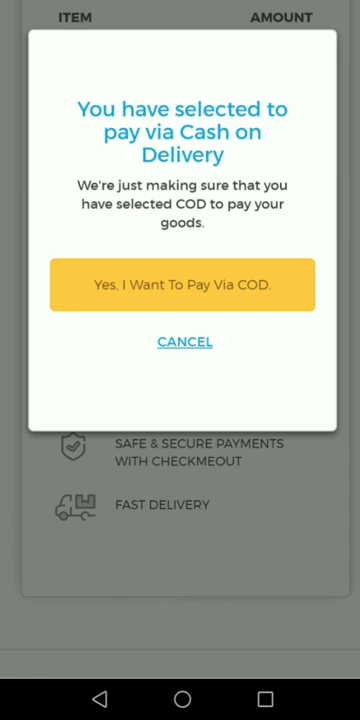 ITEM AMOUNT
You have selected to
pay via Cash on
Delivery
We're just making sure that you
have selected COD to pay your
goods.
Yes, I Want To Pay Via COD.
CANCEL
SAFE & SECURE PAYMENTS
WITH CHECKMEOUT
FAST DELIVERY